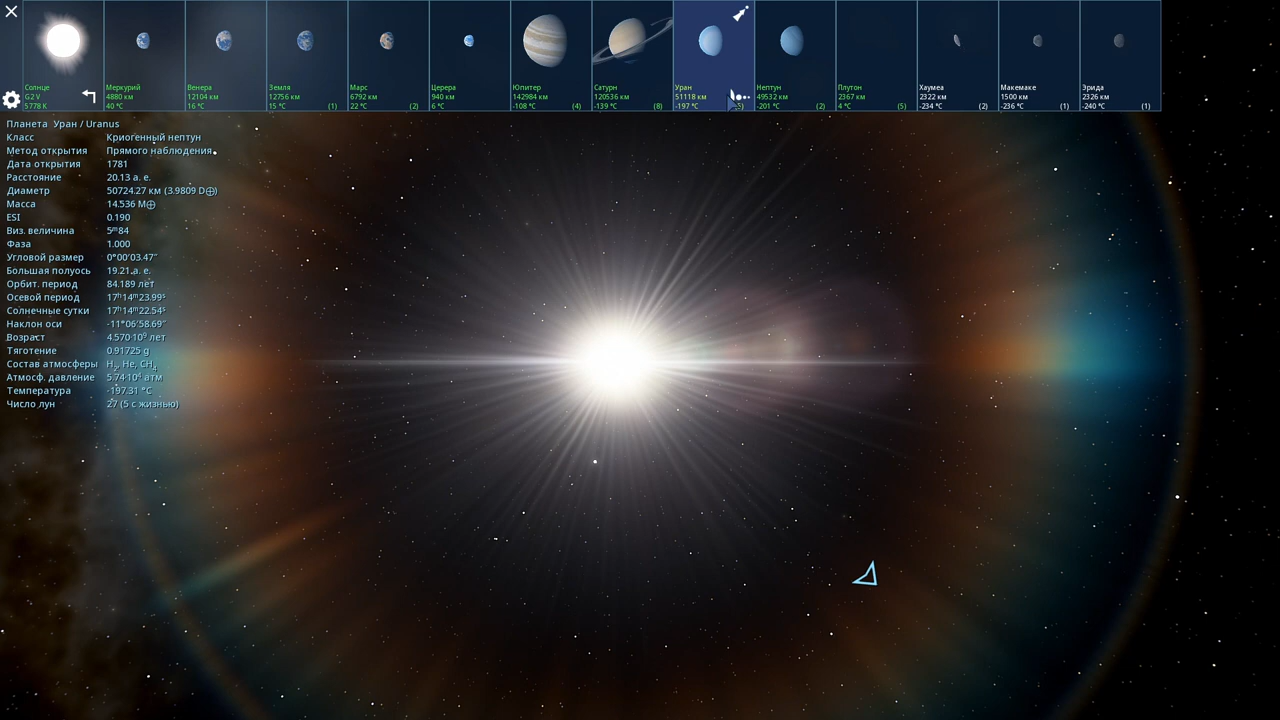 Солнце
G2 V
5778 K
Меркурий
4880 км
40 °C
Венера
12104 км
16 °C
Земля
12756 км
15 °C (1)
Марс
6792 км
22 °C (2)
Церера
940 км
6 °C
Юпитер
142984 км
-108 °C (4)
Сатурн
120536 км
-139 °C (8)
Уран
51118 км
-197 °C
Нептун
49532 км
-201 °C (2)
Плутон
2367 км
4 °C (5)
Хаумеа
2322 км
-234 °C (2)
Макемаке
1500 км
-239 °C (1)
Эрида
2326 км
-240 °C (1)
Планета Уран / Uranus
Класс Криогенный нептун
Метод открытия Прямого наблюдения
Дата открытия 1781
Расстояние 20.13 а. е.
Диаметр 50724.27 км (3.9809 D⊕)
Масса 14.536 M⊕
ESI 0.190
Виз. величина 5ᵐ84
Фаза 1.000
Угловой размер 0°00′03.47″
Большая полуось 19.21 а. е.
Орбит. период 84.189 лет
Осевой период 17ʰ14ᵐ23.99ˢ
Солнечные сутки 17ʰ14ᵐ22.54ˢ
Наклон оси -11°06′58.69″
Возраст 4.570·10⁹ лет
Тяготение 0.91725 g
Состав атмосферы H₂, He, CH₄
Атмосф. давление 5.74·10⁴ атм
Температура -197.31 °C
Число лун 27 (5 с жизнью)